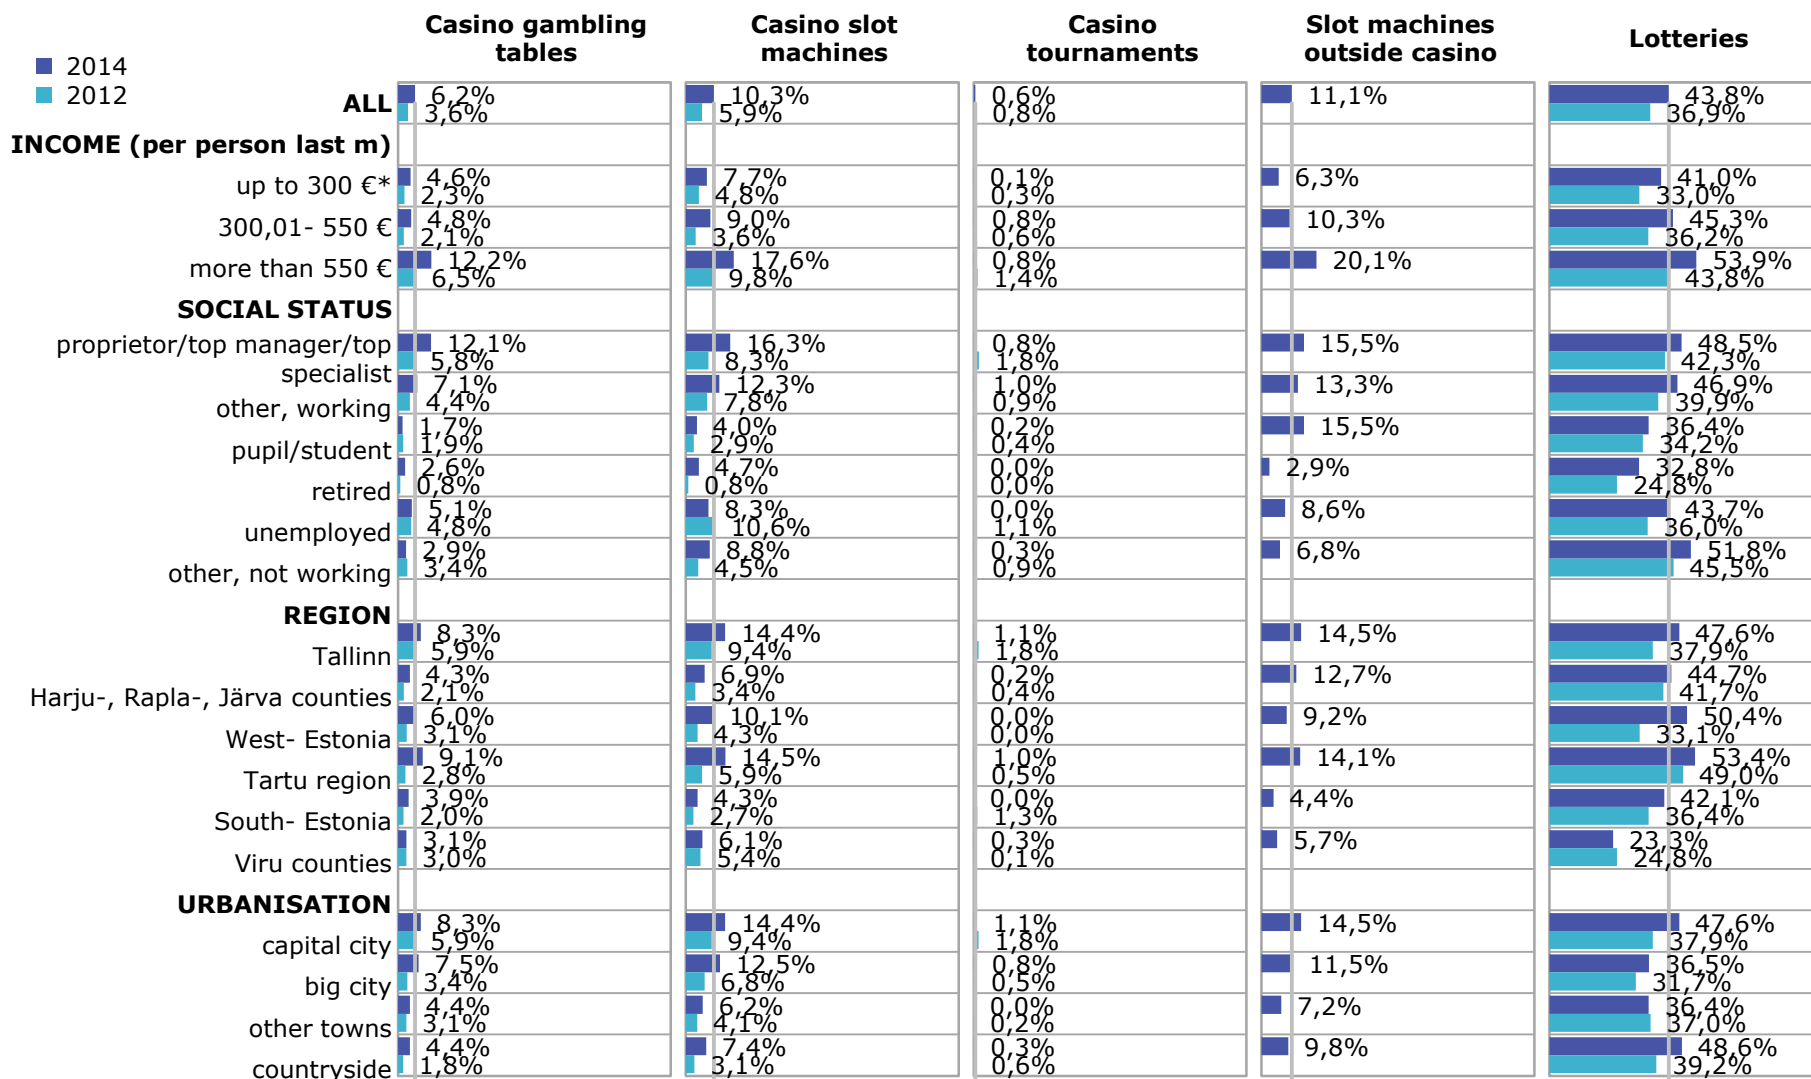 Casino gambling tables
Casino slot machines
Casino tournaments
Slot machines outside casino
Lotteries
2014
2012
ALL 6,2% 10,3% 0,6% 11,1% 43,8%
3,6% 5,9% 0,8% 36,9%
INCOME (per person last m)
up to 300 €* 4,6% 7,7% 0,1% 6,3% 41,0%
2,3% 4,8% 0,3% 33,0%
300,01- 550 € 4,8% 9,0% 0,8% 10,3% 45,3%
2,1% 3,6% 0,6% 36,2%
more than 550 € 12,2% 17,6% 0,8% 20,1% 53,9%
6,5% 9,8% 1,4% 43,8%
SOCIAL STATUS
proprietor/top manager/top specialist 12,1% 16,3% 0,8% 15,5% 48,5%
5,8% 8,3% 1,8% 42,3%
other, working 7,1% 12,3% 1,0% 13,3% 46,9%
4,4% 7,8% 0,9% 39,9%
pupil/student 1,7% 4,0% 0,2% 15,5% 36,4%
1,9% 2,9% 0,4% 34,2%
retired 2,6% 4,7% 0,0% 2,9% 32,8%
0,8% 0,8% 0,0% 24,8%
unemployed 5,1% 8,3% 0,0% 8,6% 43,7%
4,8% 10,6% 1,1% 36,0%
other, not working 2,9% 8,8% 0,3% 6,8% 51,8%
3,4% 4,5% 0,9% 45,5%
REGION
Tallinn 8,3% 14,4% 1,1% 14,5% 47,6%
5,9% 9,4% 1,8% 37,9%
Harju-, Rapla-, Järva counties 4,3% 6,9% 0,2% 12,7% 44,7%
2,1% 3,4% 0,4% 41,7%
West- Estonia 6,0% 10,1% 0,0% 9,2% 50,4%
3,1% 4,3% 0,0% 33,1%
Tartu region 9,1% 14,5% 1,0% 14,1% 53,4%
2,8% 5,9% 0,5% 49,0%
South- Estonia 3,9% 4,3% 0,0% 4,4% 42,1%
2,0% 2,7% 1,3% 36,4%
Viru counties 3,1% 6,1% 0,3% 5,7% 23,3%
3,0% 5,4% 0,1% 24,8%
URBANISATION
capital city 8,3% 14,4% 1,1% 14,5% 47,6%
5,9% 9,4% 1,8% 37,9%
big city 7,5% 12,5% 0,8% 11,5% 36,5%
3,4% 6,8% 0,5% 31,7%
other towns 4,4% 6,2% 0,0% 7,2% 36,4%
3,1% 4,1% 0,2% 37,0%
countryside 4,4% 7,4% 0,3% 9,8% 48,6%
1,8% 3,1% 0,6% 39,2%